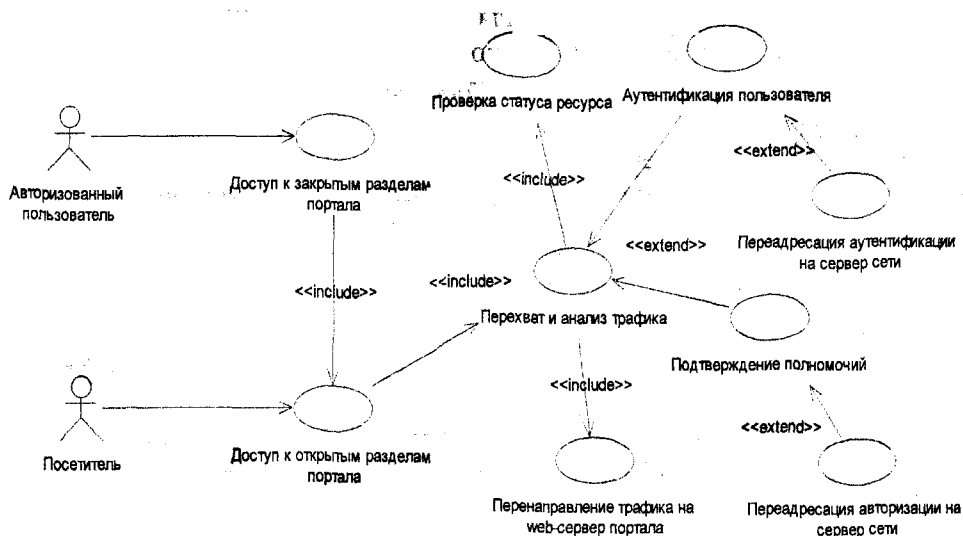 Проверка статуса ресурса
Аутентификация пользователя
<<extend>>
Авторизованный
пользователь
Доступ к закрытым разделам
портала
<<include>>
Переадресация аутентификации
на сервер сети
<<extend>>
<<include>>
<<include>>
Перехват и анализ трафика
Подтверждение полномочий
<<include>>
<<extend>>
Посетитель
Доступ к открытым разделам
портала
Перенаправление трафика на
web-сервер портала
Переадресация авторизации на
сервер сети